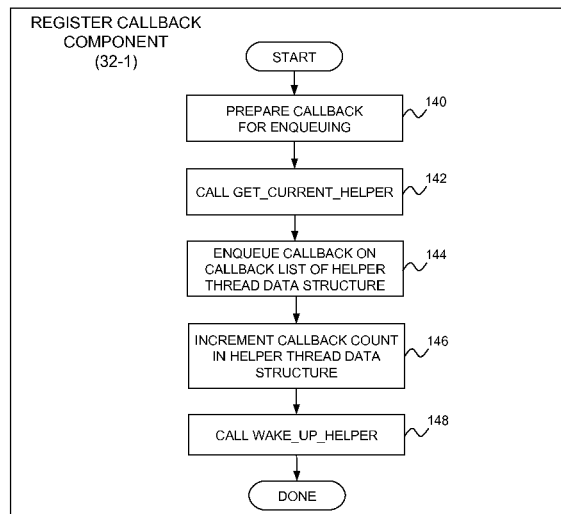 REGISTER CALLBACK
COMPONENT
(32-1)
START
PREPARE CALLBACK
FOR ENQUEUING
140
CALL GET_CURRENT_HELPER
142
ENQUEUE CALLBACK ON
CALLBACK LIST OF HELPER
THREAD DATA STRUCTURE
144
INCREMENT CALLBACK COUNT
IN HELPER THREAD DATA
STRUCTURE
146
CALL WAKE_UP_HELPER
148
DONE